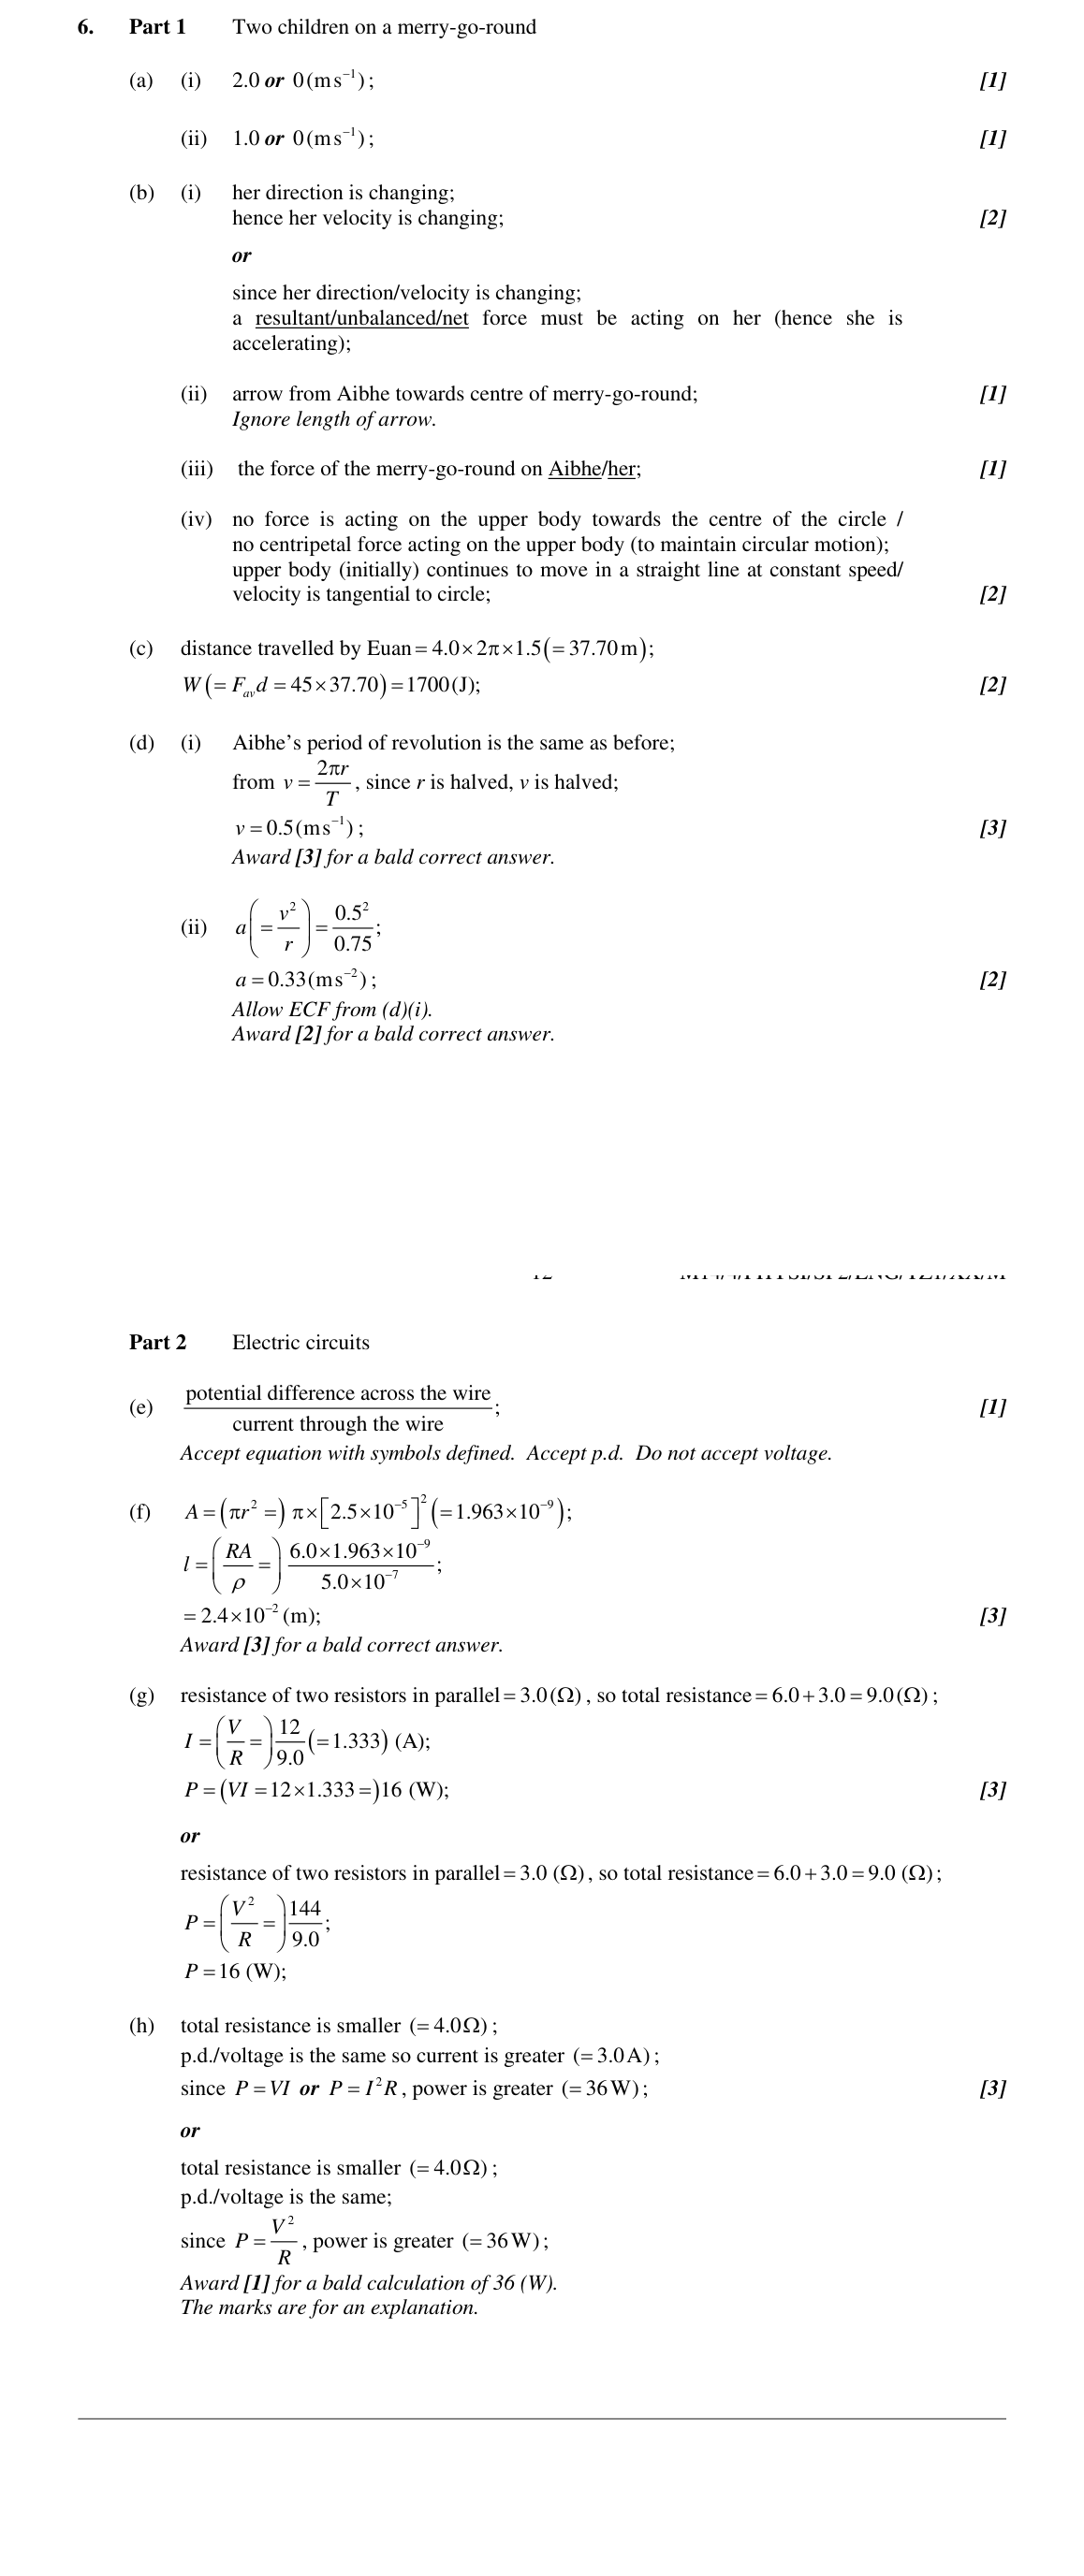 6. Part 1 Two children on a merry-go-round
(a) (i) 2.0 or 0(m s⁻¹); [1]
(ii) 1.0 or 0(m s⁻¹); [1]
(b) (i) her direction is changing;
hence her velocity is changing; [2]
or
since her direction/velocity is changing;
a resultant/unbalanced/net force must be acting on her (hence she is
accelerating);
(ii) arrow from Aibhe towards centre of merry-go-round; [1]
Ignore length of arrow.
(iii) the force of the merry-go-round on Aibhe/her; [1]
(iv) no force is acting on the upper body towards the centre of the circle /
no centripetal force acting on the upper body (to maintain circular motion);
upper body (initially) continues to move in a straight line at constant speed/
velocity is tangential to circle; [2]
(c) distance travelled by Euan = 4.0×2π×1.5(= 37.70 m);
W(= F_av d = 45×37.70) = 1700(J); [2]
(d) (i) Aibhe's period of revolution is the same as before;
from v = 2πr/T, since r is halved, v is halved;
v = 0.5(m s⁻¹); [3]
Award [3] for a bald correct answer.
(ii) a(= v²/r) = 0.5²/0.75;
a = 0.33(m s⁻²); [2]
Allow ECF from (d)(i).
Award [2] for a bald correct answer.
Part 2 Electric circuits
(e) potential difference across the wire / current through the wire; [1]
Accept equation with symbols defined. Accept p.d. Do not accept voltage.
(f) A = (πr² =) π×[2.5×10⁻⁵]² (= 1.963×10⁻⁹);
l = (RA/ρ =) 6.0×1.963×10⁻⁹/5.0×10⁻⁷;
= 2.4×10⁻² (m); [3]
Award [3] for a bald correct answer.
(g) resistance of two resistors in parallel = 3.0(Ω), so total resistance = 6.0+3.0 = 9.0(Ω);
I = (V/R =) 12/9.0 (= 1.333) (A);
P = (VI = 12×1.333 =)16 (W); [3]
or
resistance of two resistors in parallel = 3.0 (Ω), so total resistance = 6.0+3.0 = 9.0 (Ω);
P = (V²/R =) 144/9.0;
P = 16 (W);
(h) total resistance is smaller (= 4.0Ω);
p.d./voltage is the same so current is greater (= 3.0A);
since P = VI or P = I²R, power is greater (= 36W); [3]
or
total resistance is smaller (= 4.0Ω);
p.d./voltage is the same;
since P = V²/R, power is greater (= 36W);
Award [1] for a bald calculation of 36 (W).
The marks are for an explanation.